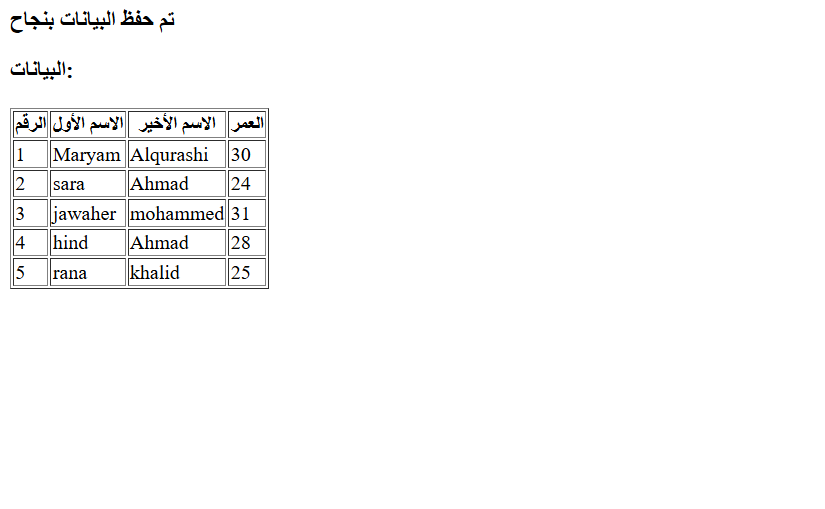 تم حفظ البيانات بنجاح
البيانات:
الرقم الاسم الأول الاسم الأخير العمر
1 Maryam Alqurashi 30
2 sara Ahmad 24
3 jawaher mohammed 31
4 hind Ahmad 28
5 rana khalid 25